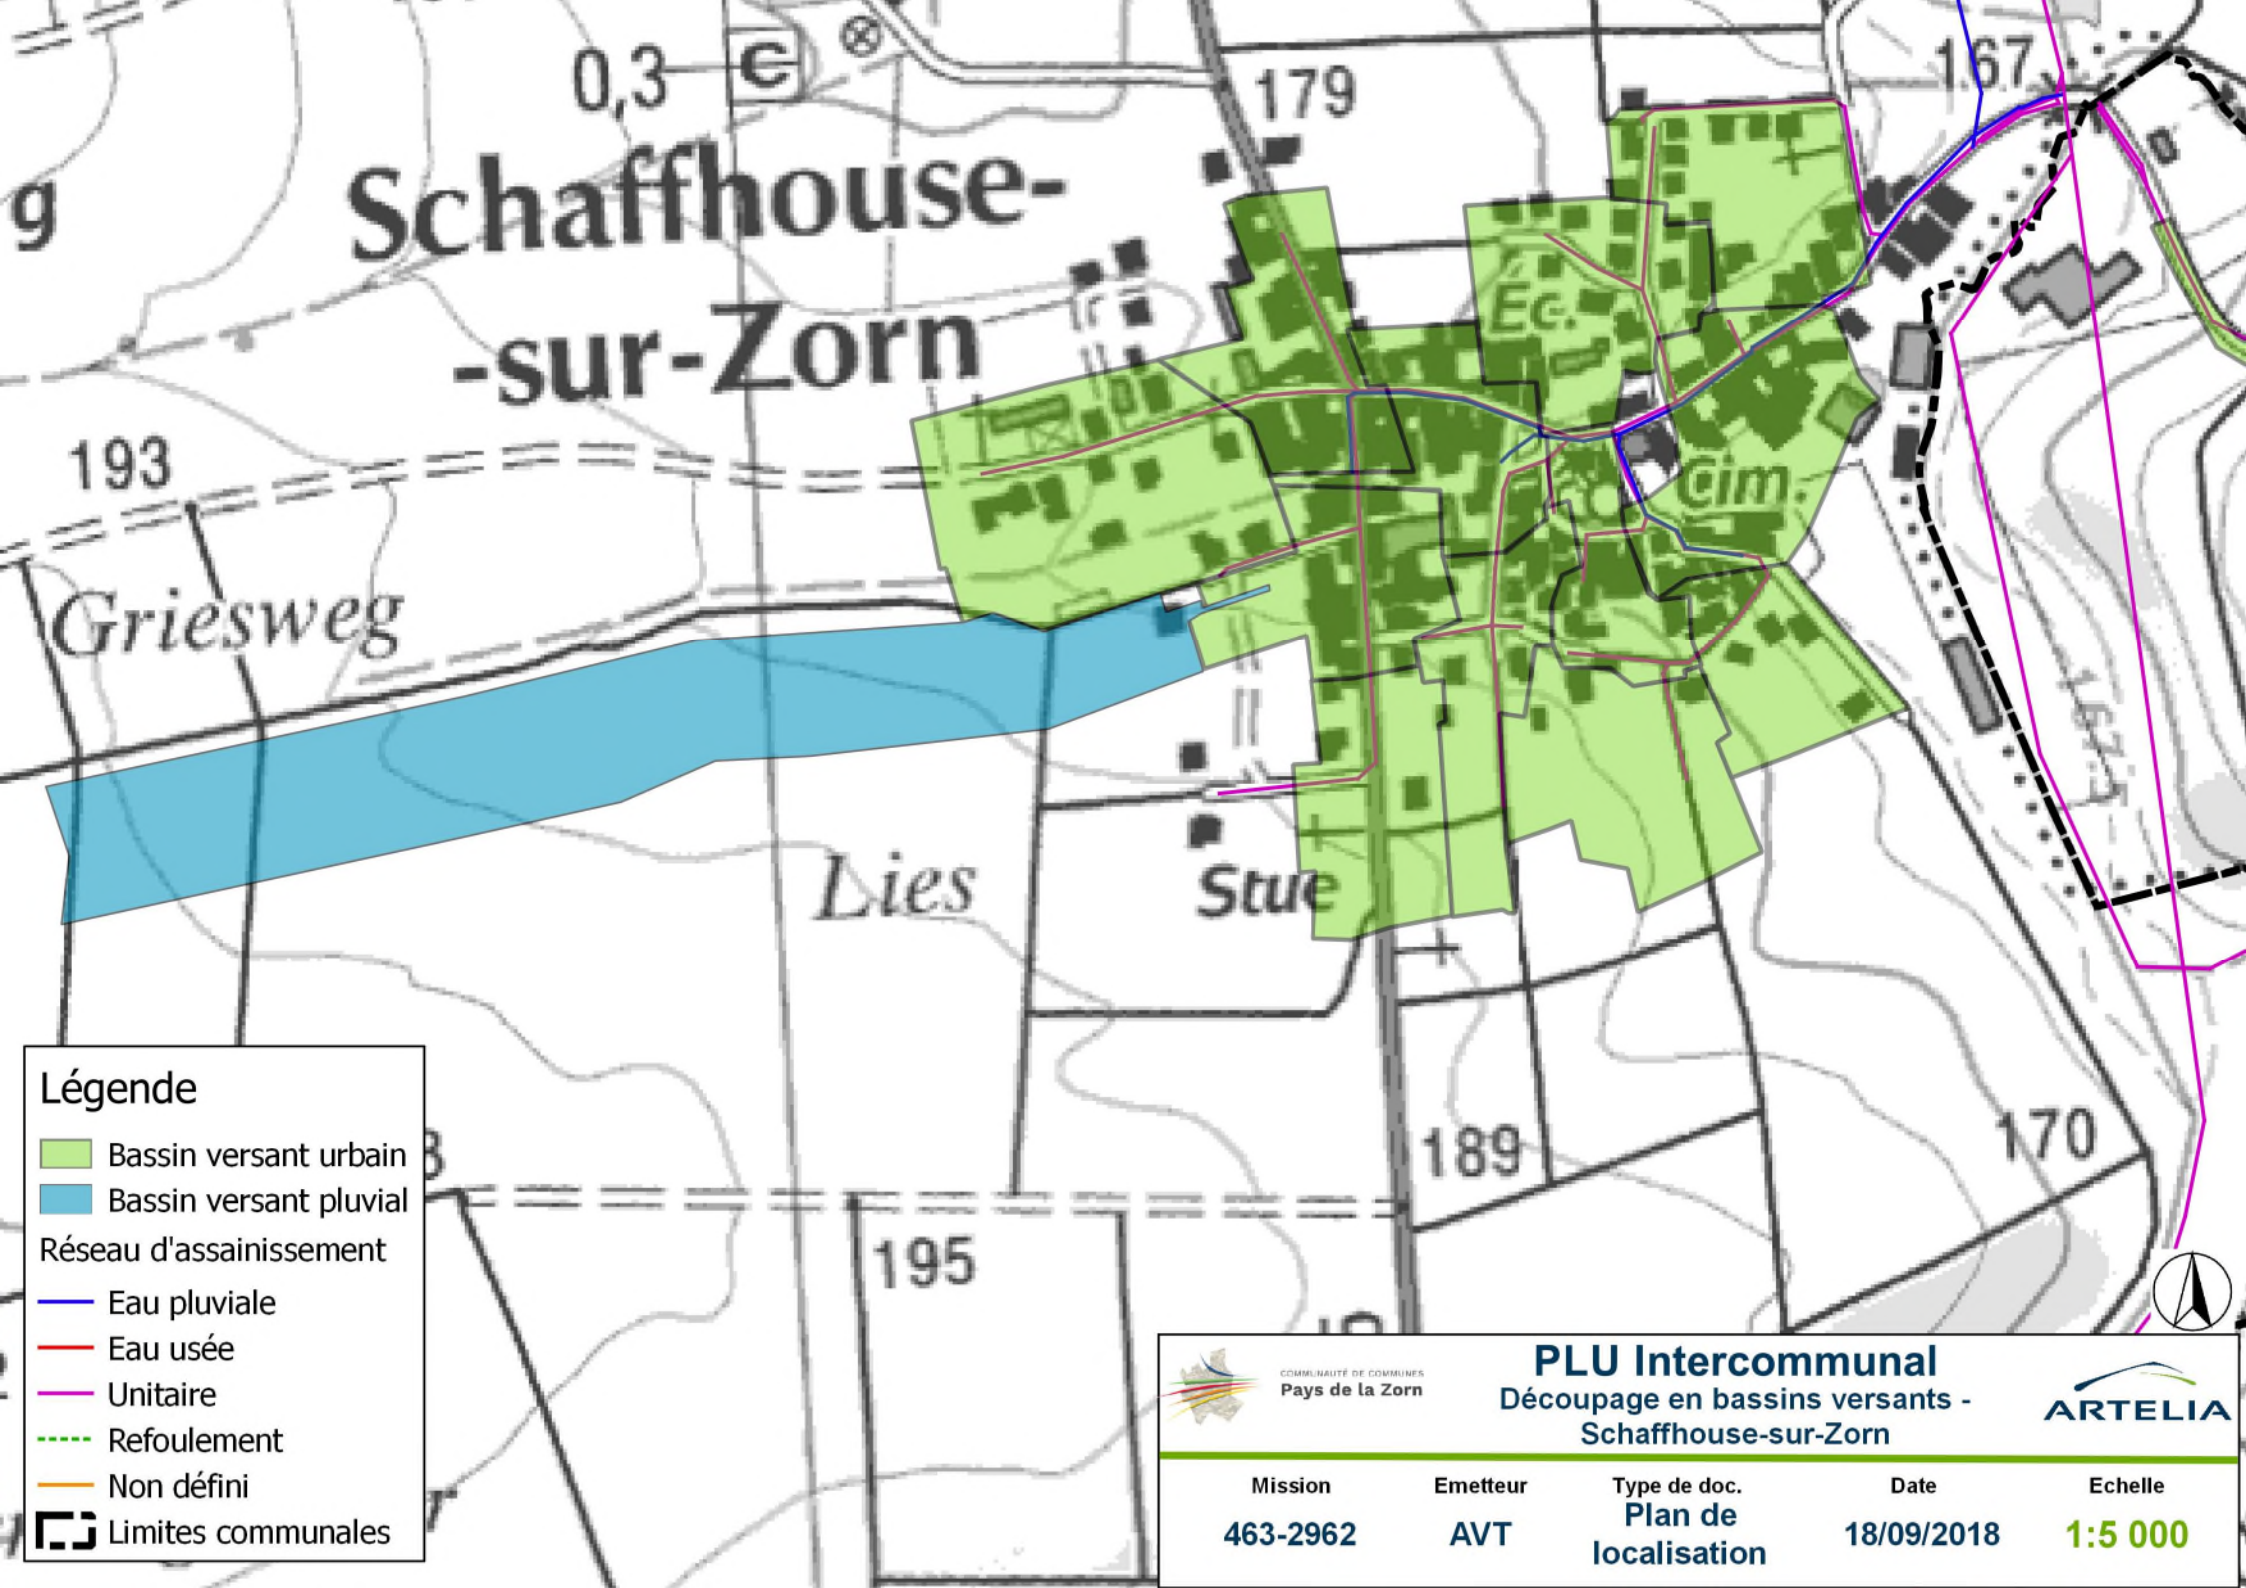 0,3
C
179
167
g
Schaffhouse-
-sur-Zorn
Éc.
193
Cim.
Griesweg
167,1
Lies
Stue
189
170
195
Légende
Bassin versant urbain
Bassin versant pluvial
Réseau d'assainissement
Eau pluviale
Eau usée
Unitaire
Refoulement
Non défini
Limites communales
COMMUNAUTÉ DE COMMUNES
Pays de la Zorn
PLU Intercommunal
Découpage en bassins versants -
Schaffhouse-sur-Zorn
ARTELIA
Mission
Emetteur
Type de doc.
Date
Echelle
463-2962
AVT
Plan de
localisation
18/09/2018
1:5 000